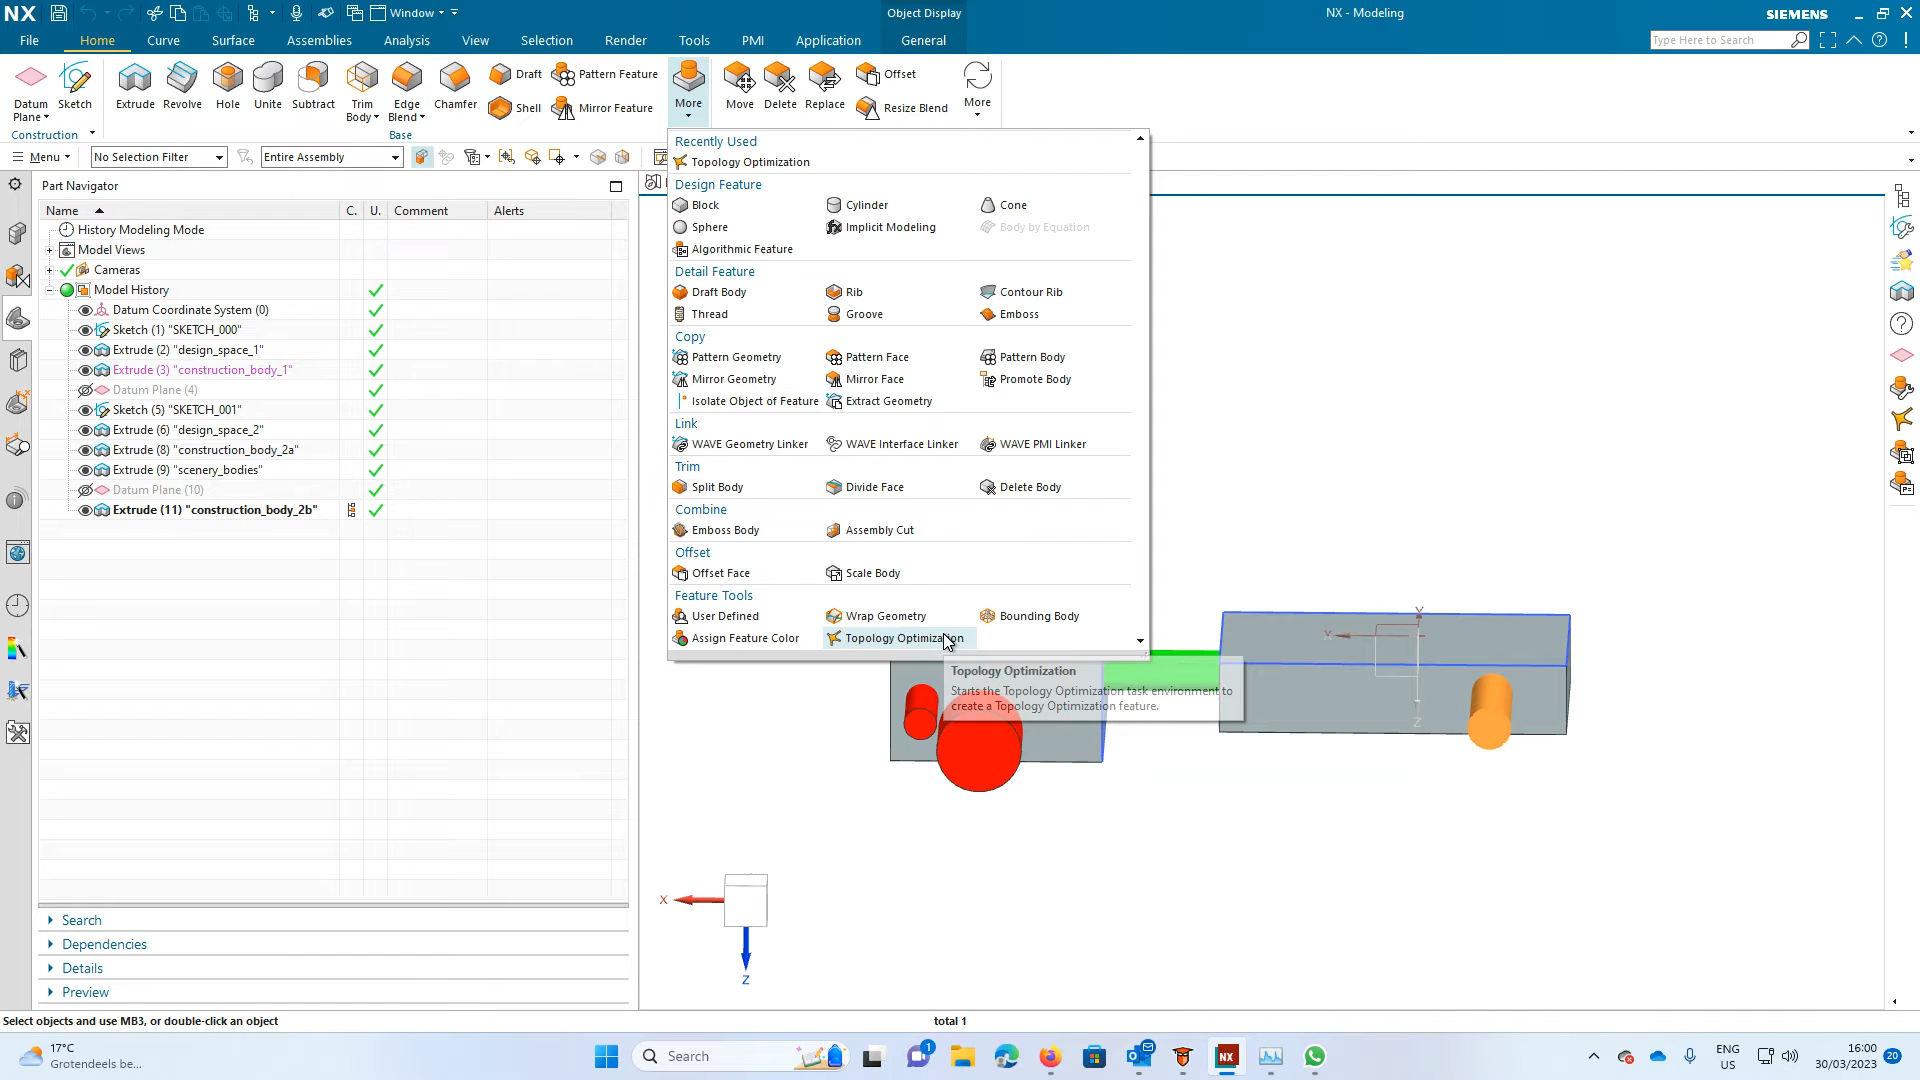 NX
Window
Object Display
NX - Modeling
SIEMENS
File Home Curve Surface Assemblies Analysis View Selection Render Tools PMI Application General
Type Here to Search
Datum Plane
Sketch
Extrude
Revolve
Hole
Unite
Subtract
Trim Body
Edge Blend
Chamfer
Draft
Shell
Pattern Feature
Mirror Feature
More
Move
Delete
Replace
Offset
Resize Blend
More
Construction
Base
Menu
No Selection Filter
Entire Assembly
Part Navigator
Name C. U. Comment Alerts
History Modeling Mode
Model Views
Cameras
Model History
Datum Coordinate System (0)
Sketch (1) "SKETCH_000"
Extrude (2) "design_space_1"
Extrude (3) "construction_body_1"
Datum Plane (4)
Sketch (5) "SKETCH_001"
Extrude (6) "design_space_2"
Extrude (8) "construction_body_2a"
Extrude (9) "scenery_bodies"
Datum Plane (10)
Extrude (11) "construction_body_2b"
Search
Dependencies
Details
Preview
Recently Used
Topology Optimization
Design Feature
Block Cylinder Cone
Sphere Implicit Modeling Body by Equation
Algorithmic Feature
Detail Feature
Draft Body Rib Contour Rib
Thread Groove Emboss
Copy
Pattern Geometry Pattern Face Pattern Body
Mirror Geometry Mirror Face Promote Body
Isolate Object of Feature Extract Geometry
Link
WAVE Geometry Linker WAVE Interface Linker WAVE PMI Linker
Trim
Split Body Divide Face Delete Body
Combine
Emboss Body Assembly Cut
Offset
Offset Face Scale Body
Feature Tools
User Defined Wrap Geometry Bounding Body
Assign Feature Color Topology Optimization
Topology Optimization
Starts the Topology Optimization task environment to
create a Topology Optimization feature.
Y
X
Z
X
Z
Select objects and use MB3, or double-click an object
total 1
17°C
Grotendeels be...
Search
1
NX
ENG
US
16:00
30/03/2023
20